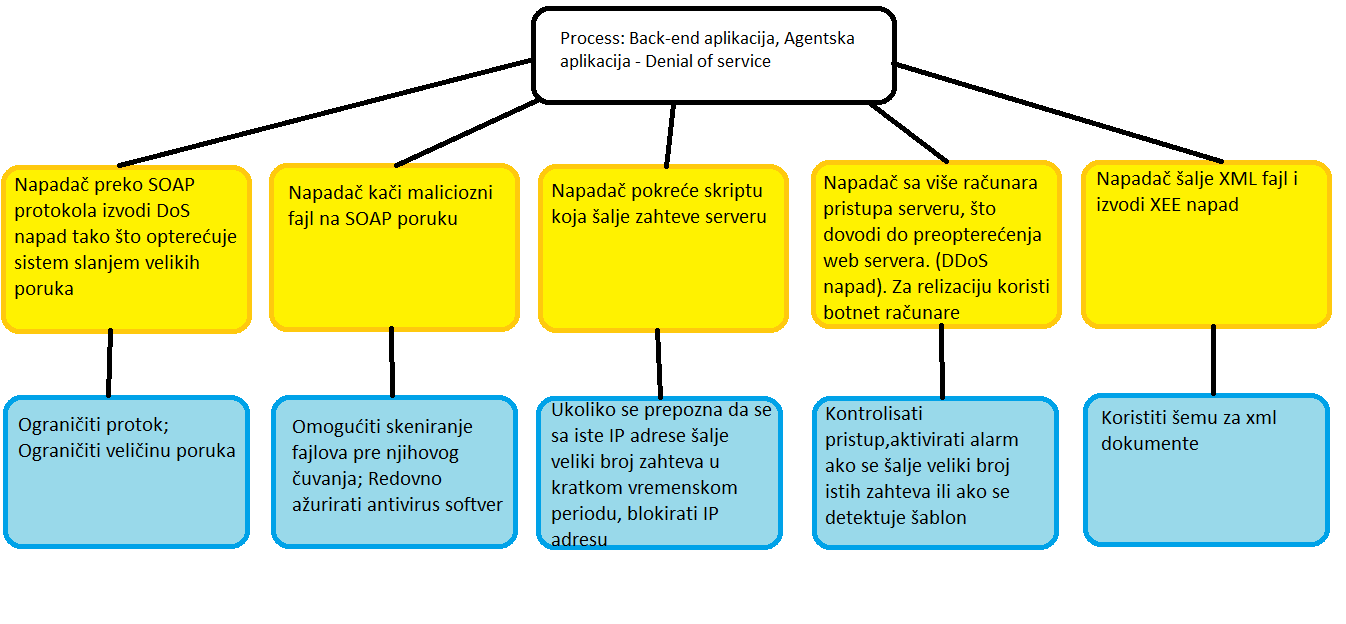 Process: Back-end aplikacija, Agentska
aplikacija - Denial of service
Napadač preko SOAP
protokola izvodi DoS
napad tako što opterećuje
sistem slanjem velikih
poruka
Napadač kači maliciozni
fajl na SOAP poruku
Napadač pokreće skriptu
koja šalje zahteve serveru
Napadač sa više računara
pristupa serveru, što
dovodi do preopterećenja
web servera. (DDoS
napad). Za relizaciju koristi
botnet računare
Napadač šalje XML fajl i
izvodi XEE napad
Ograničiti protok;
Ograničiti veličinu poruka
Omogućiti skeniranje
fajlova pre njihovog
čuvanja; Redovno
ažurirati antivirus softver
Ukoliko se prepozna da se
sa iste IP adrese šalje
veliki broj zahteva u
kratkom vremenskom
periodu, blokirati IP
adresu
Kontrolisati
pristup,aktivirati alarm
ako se šalje veliki broj
istih zahteva ili ako se
detektuje šablon
Koristiti šemu za xml
dokumente